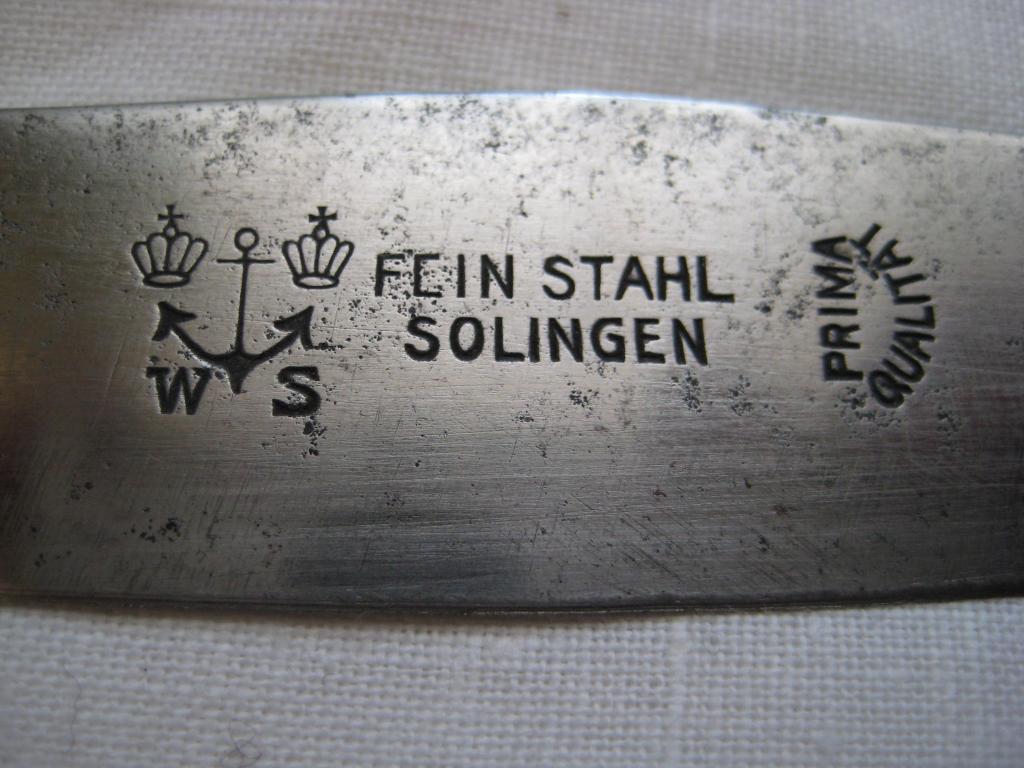 W S
FEIN STAHL
SOLINGEN
PRIMA
QUALITÄT